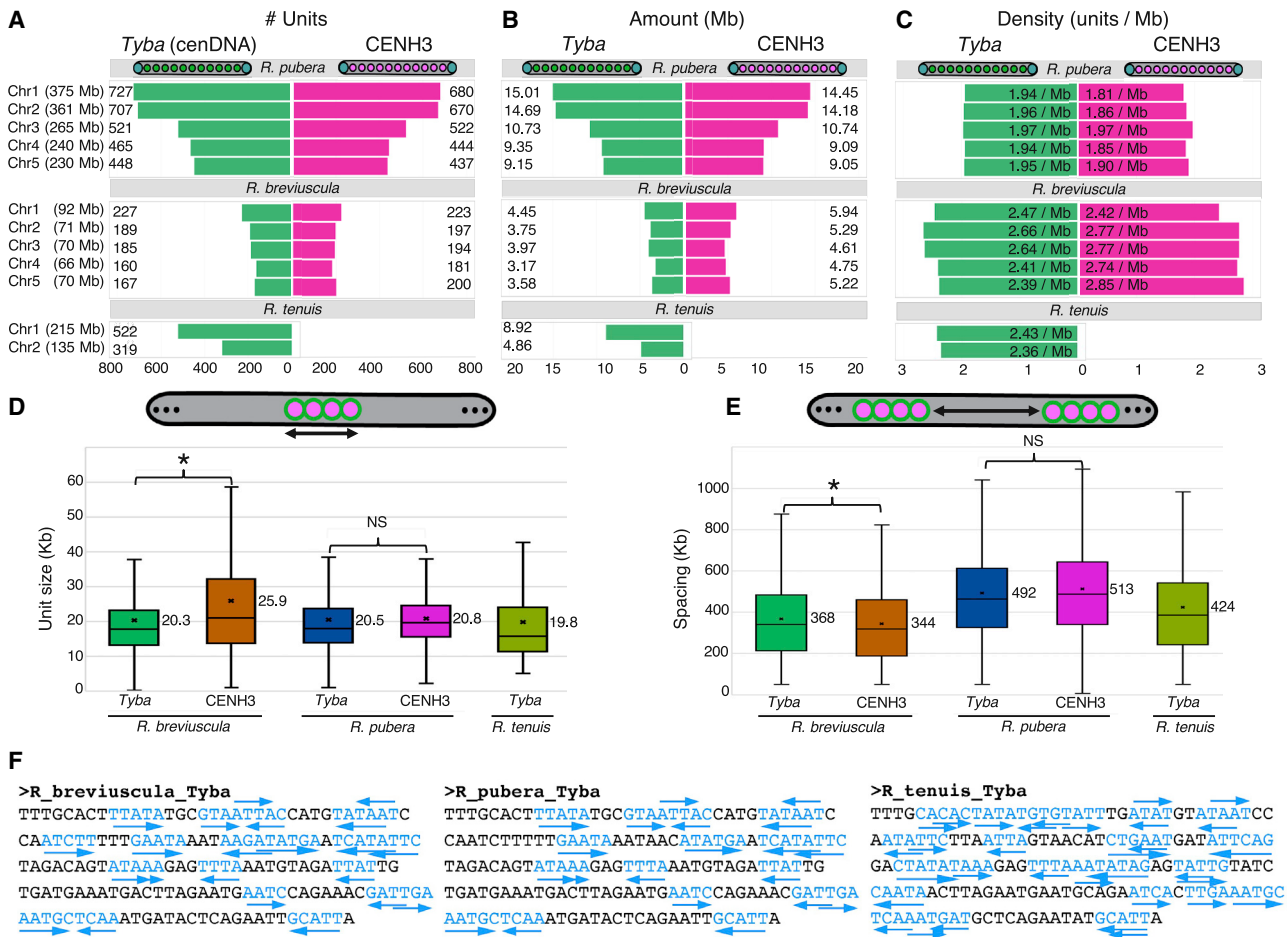 A
# Units
Tyba (cenDNA)
CENH3
R. pubera
Chr1 (375 Mb) 727 680
Chr2 (361 Mb) 707 670
Chr3 (265 Mb) 521 522
Chr4 (240 Mb) 465 444
Chr5 (230 Mb) 448 437
R. breviuscula
Chr1 (92 Mb) 227 223
Chr2 (71 Mb) 189 197
Chr3 (70 Mb) 185 194
Chr4 (66 Mb) 160 181
Chr5 (70 Mb) 167 200
R. tenuis
Chr1 (215 Mb) 522
Chr2 (135 Mb) 319
800 600 400 200 0 200 400 600 800
B
Amount (Mb)
Tyba
CENH3
R. pubera
15.01 14.45
14.69 14.18
10.73 10.74
9.35 9.09
9.15 9.05
4.45 5.94
3.75 5.29
3.97 4.61
3.17 4.75
3.58 5.22
8.92
4.86
20 15 10 5 0 5 10 15 20
C
Density (units / Mb)
Tyba
CENH3
R. pubera
1.94 / Mb 1.81 / Mb
1.96 / Mb 1.86 / Mb
1.97 / Mb 1.97 / Mb
1.94 / Mb 1.85 / Mb
1.95 / Mb 1.90 / Mb
R. breviuscula
2.47 / Mb 2.42 / Mb
2.66 / Mb 2.77 / Mb
2.64 / Mb 2.77 / Mb
2.41 / Mb 2.74 / Mb
2.39 / Mb 2.85 / Mb
R. tenuis
2.43 / Mb
2.36 / Mb
3 2 1 0 1 2 3
D
Unit size (Kb)
60
50
40
30
20
10
0
*
NS
20.3
25.9
20.5
20.8
19.8
Tyba CENH3 Tyba CENH3 Tyba
R. breviuscula R. pubera R. tenuis
E
Spacing (Kb)
1000
800
600
400
200
0
*
NS
368
344
492
513
424
Tyba CENH3 Tyba CENH3 Tyba
R. breviuscula R. pubera R. tenuis
F
>R_breviuscula_Tyba
TTTGCACTTTATATGCGTAATTACCATGTATAATC
CAATCTTTTTGAATAAATAAGATATGAATCATATTC
TAGACAGTATAAAGAGTTTAAATGTAGATTATTG
TGATGAAATGACTTAGAATGAATCCAGAAACGATTGA
AATGCTCAAATGATACTCAGAATTGCATTA
>R_pubera_Tyba
TTTGCACTTTATATGCGTAATTACCATGTATAATC
CAATCTTTTTGAATAAATAACATATGAATCATATTC
TAGACAGTATAAAGAGTTTAAATGTAGATTATTG
TGATGAAATGACTTAGAATGAATCCAGAAACGATTGA
AATGCTCAAATGATACTCAGAATTGCATTA
>R_tenuis_Tyba
TTTGCACACTATATGTGTATTTGATATGTATAATCC
AATATTCTTAATTAGTAACATCTGAATGATATTCAG
GACTATATAAAGAGTTTAAATATAGAGTATTGTATC
CAATAACTTAGAATGAATGCGAATCACTTGAAATGC
TCAAATGATGCTCAGAATATGCATTA